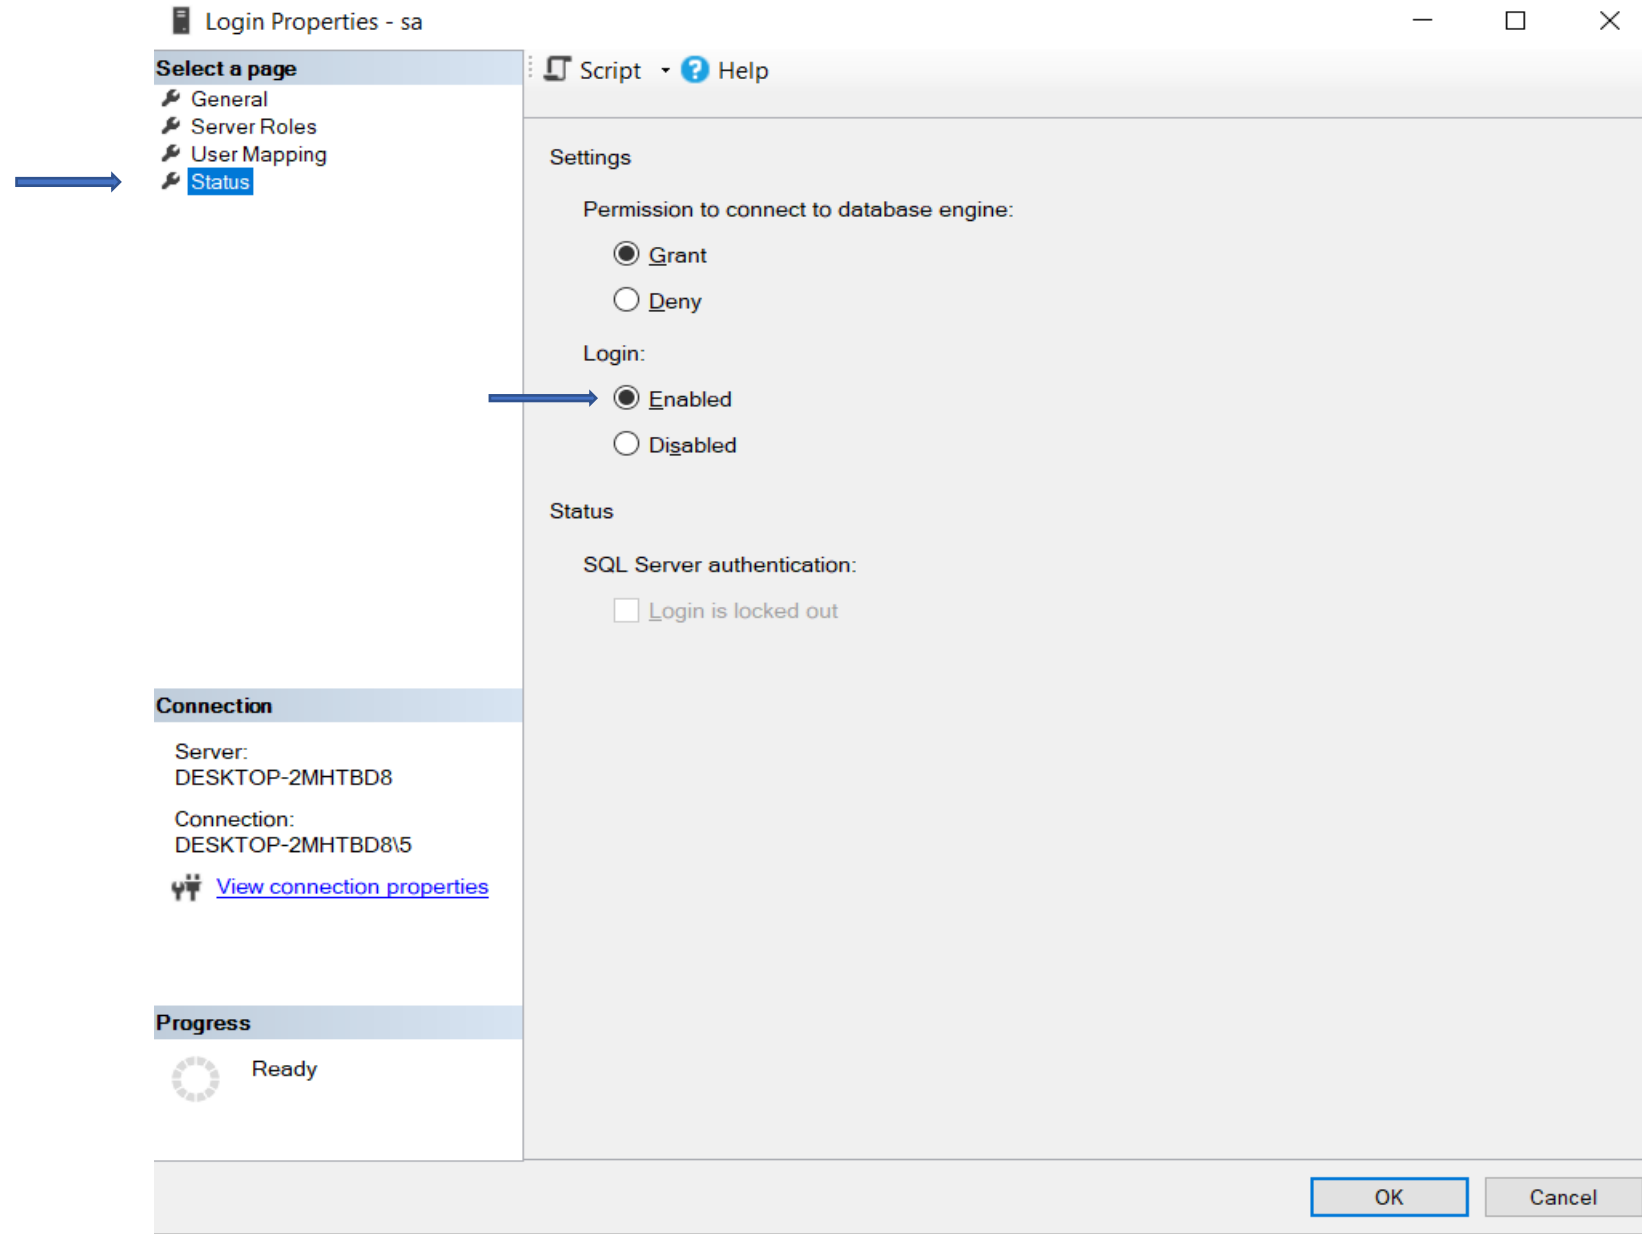 Login Properties - sa
Select a page
General
Server Roles
User Mapping
Status
Script
Help
Settings
Permission to connect to database engine:
Grant
Deny
Login:
Enabled
Disabled
Status
SQL Server authentication:
Login is locked out
Connection
Server:
DESKTOP-2MHTBD8
Connection:
DESKTOP-2MHTBD8\5
View connection properties
Progress
Ready
OK
Cancel